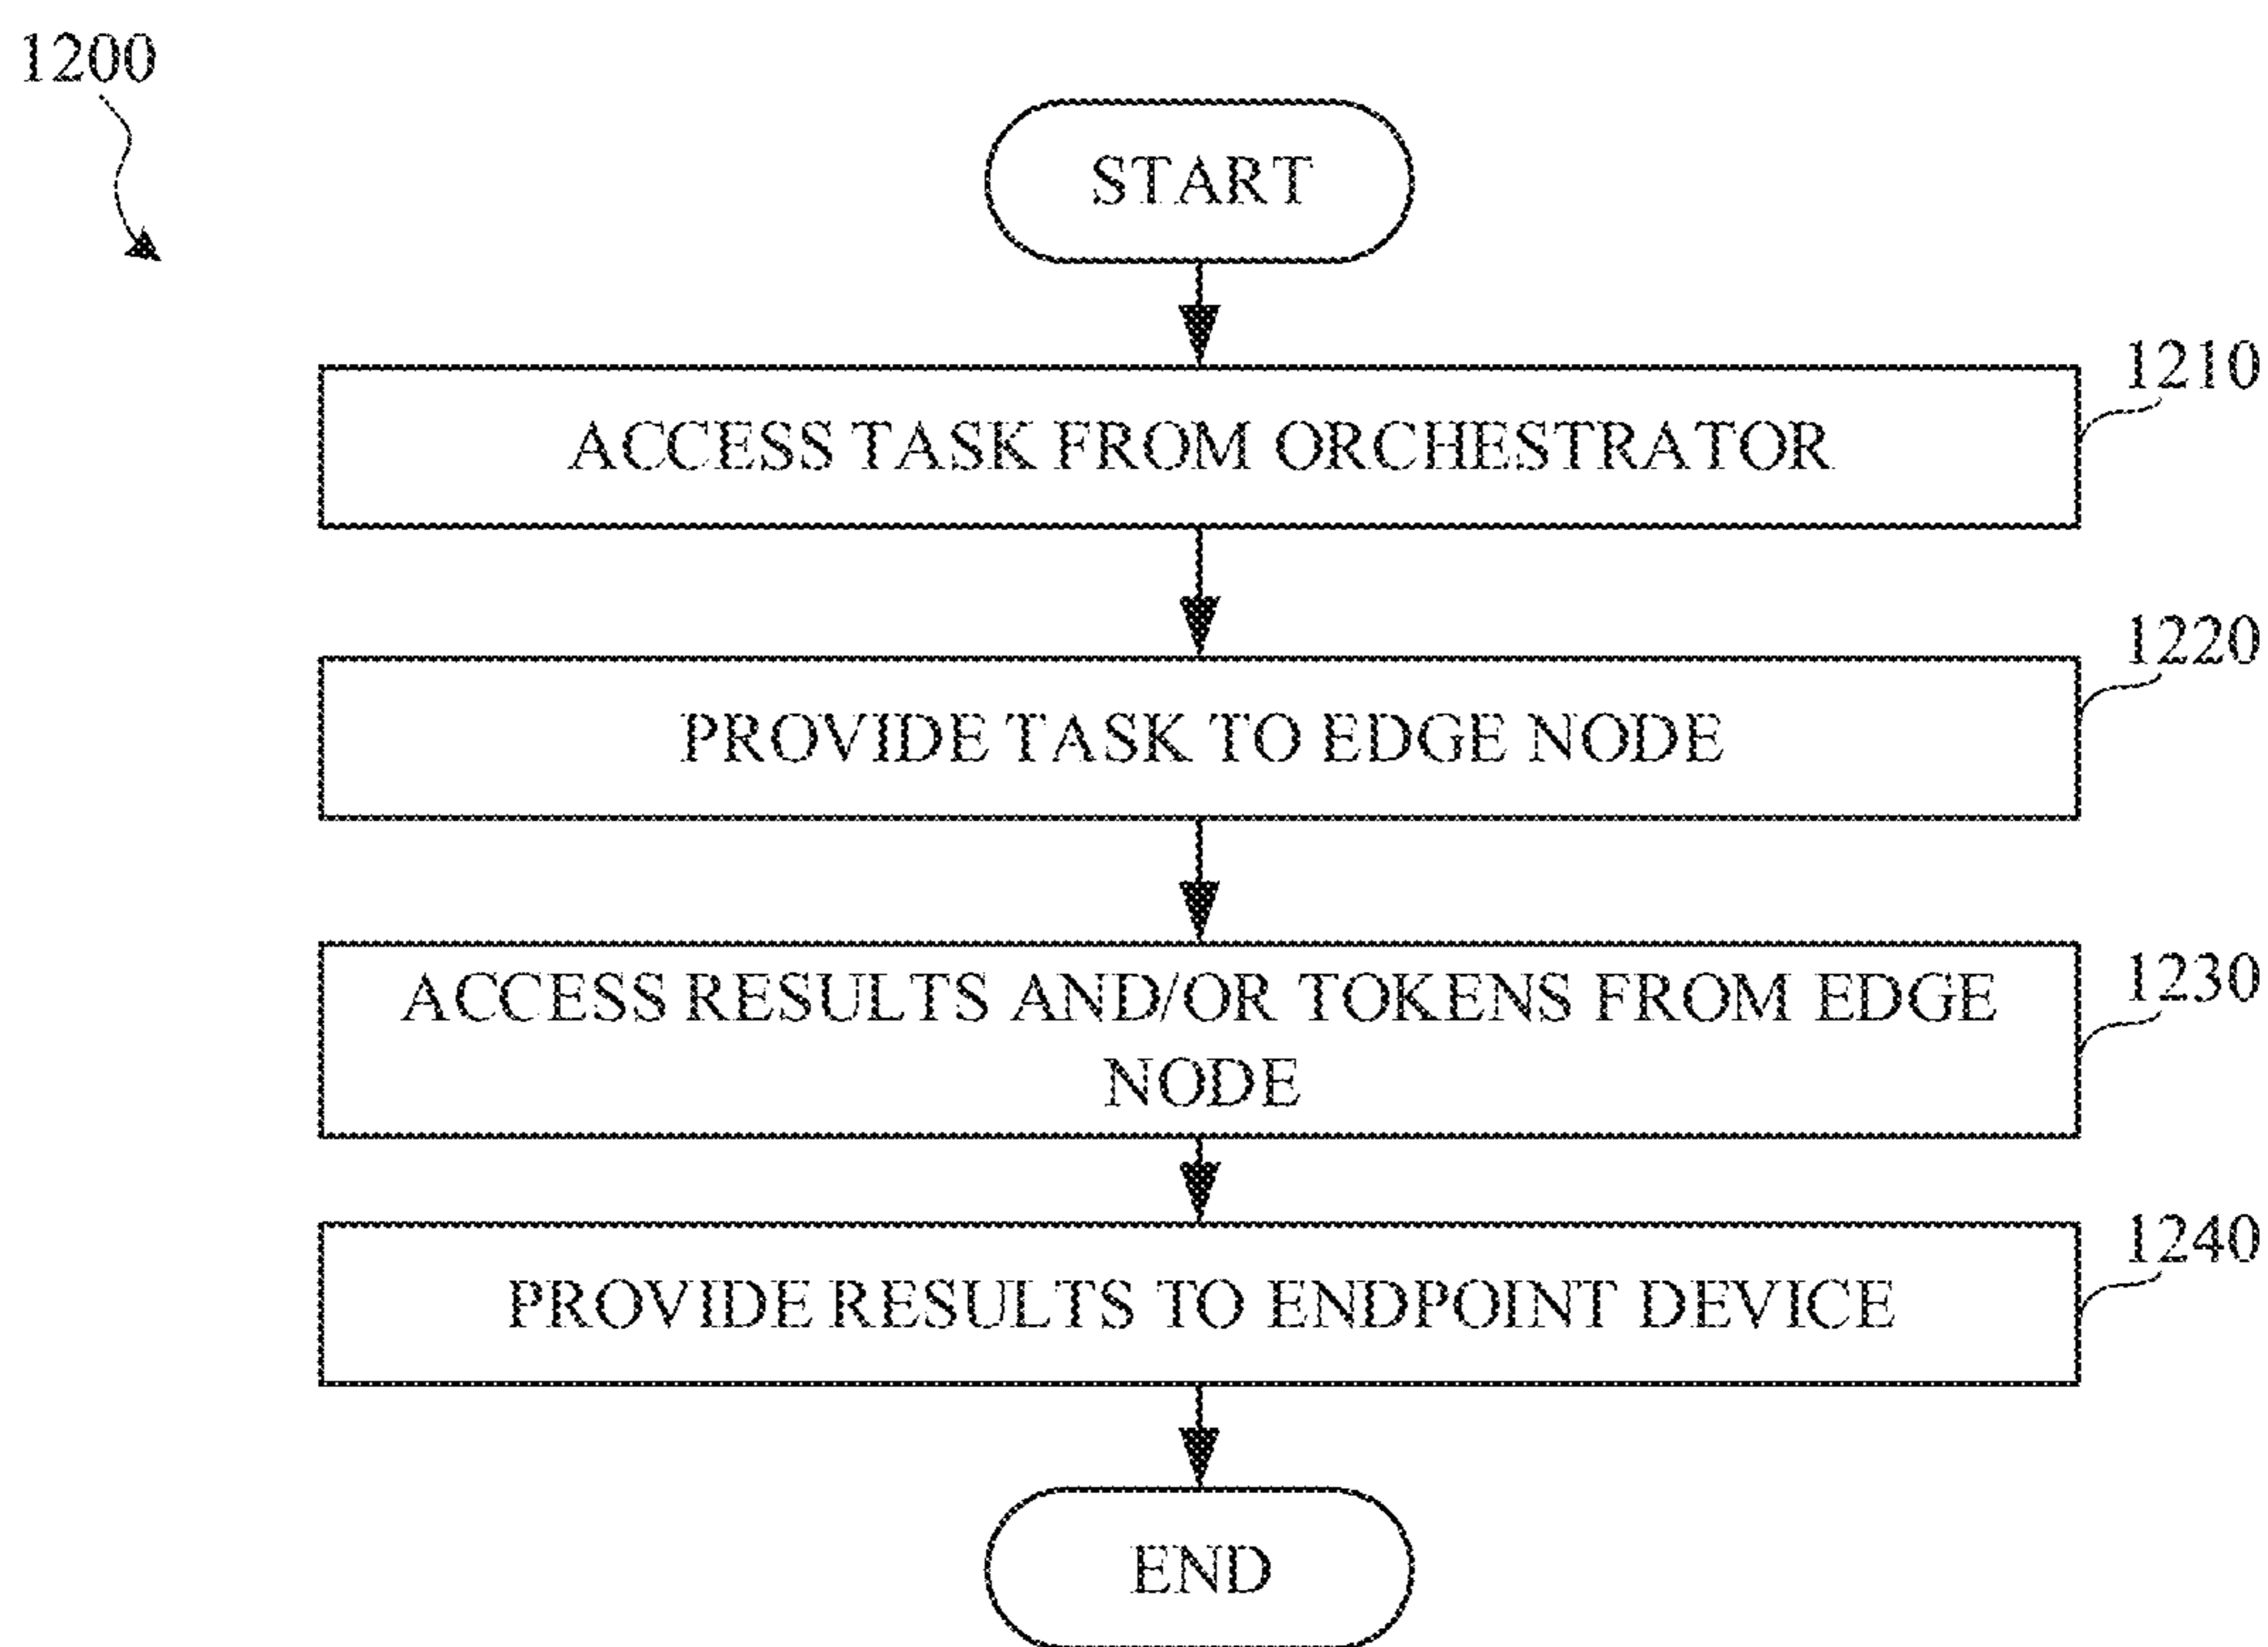 1200
START
1210
ACCESS TASK FROM ORCHESTRATOR
1220
PROVIDE TASK TO EDGE NODE
1230
ACCESS RESULTS AND/OR TOKENS FROM EDGE
NODE
1240
PROVIDE RESULTS TO ENDPOINT DEVICE
END